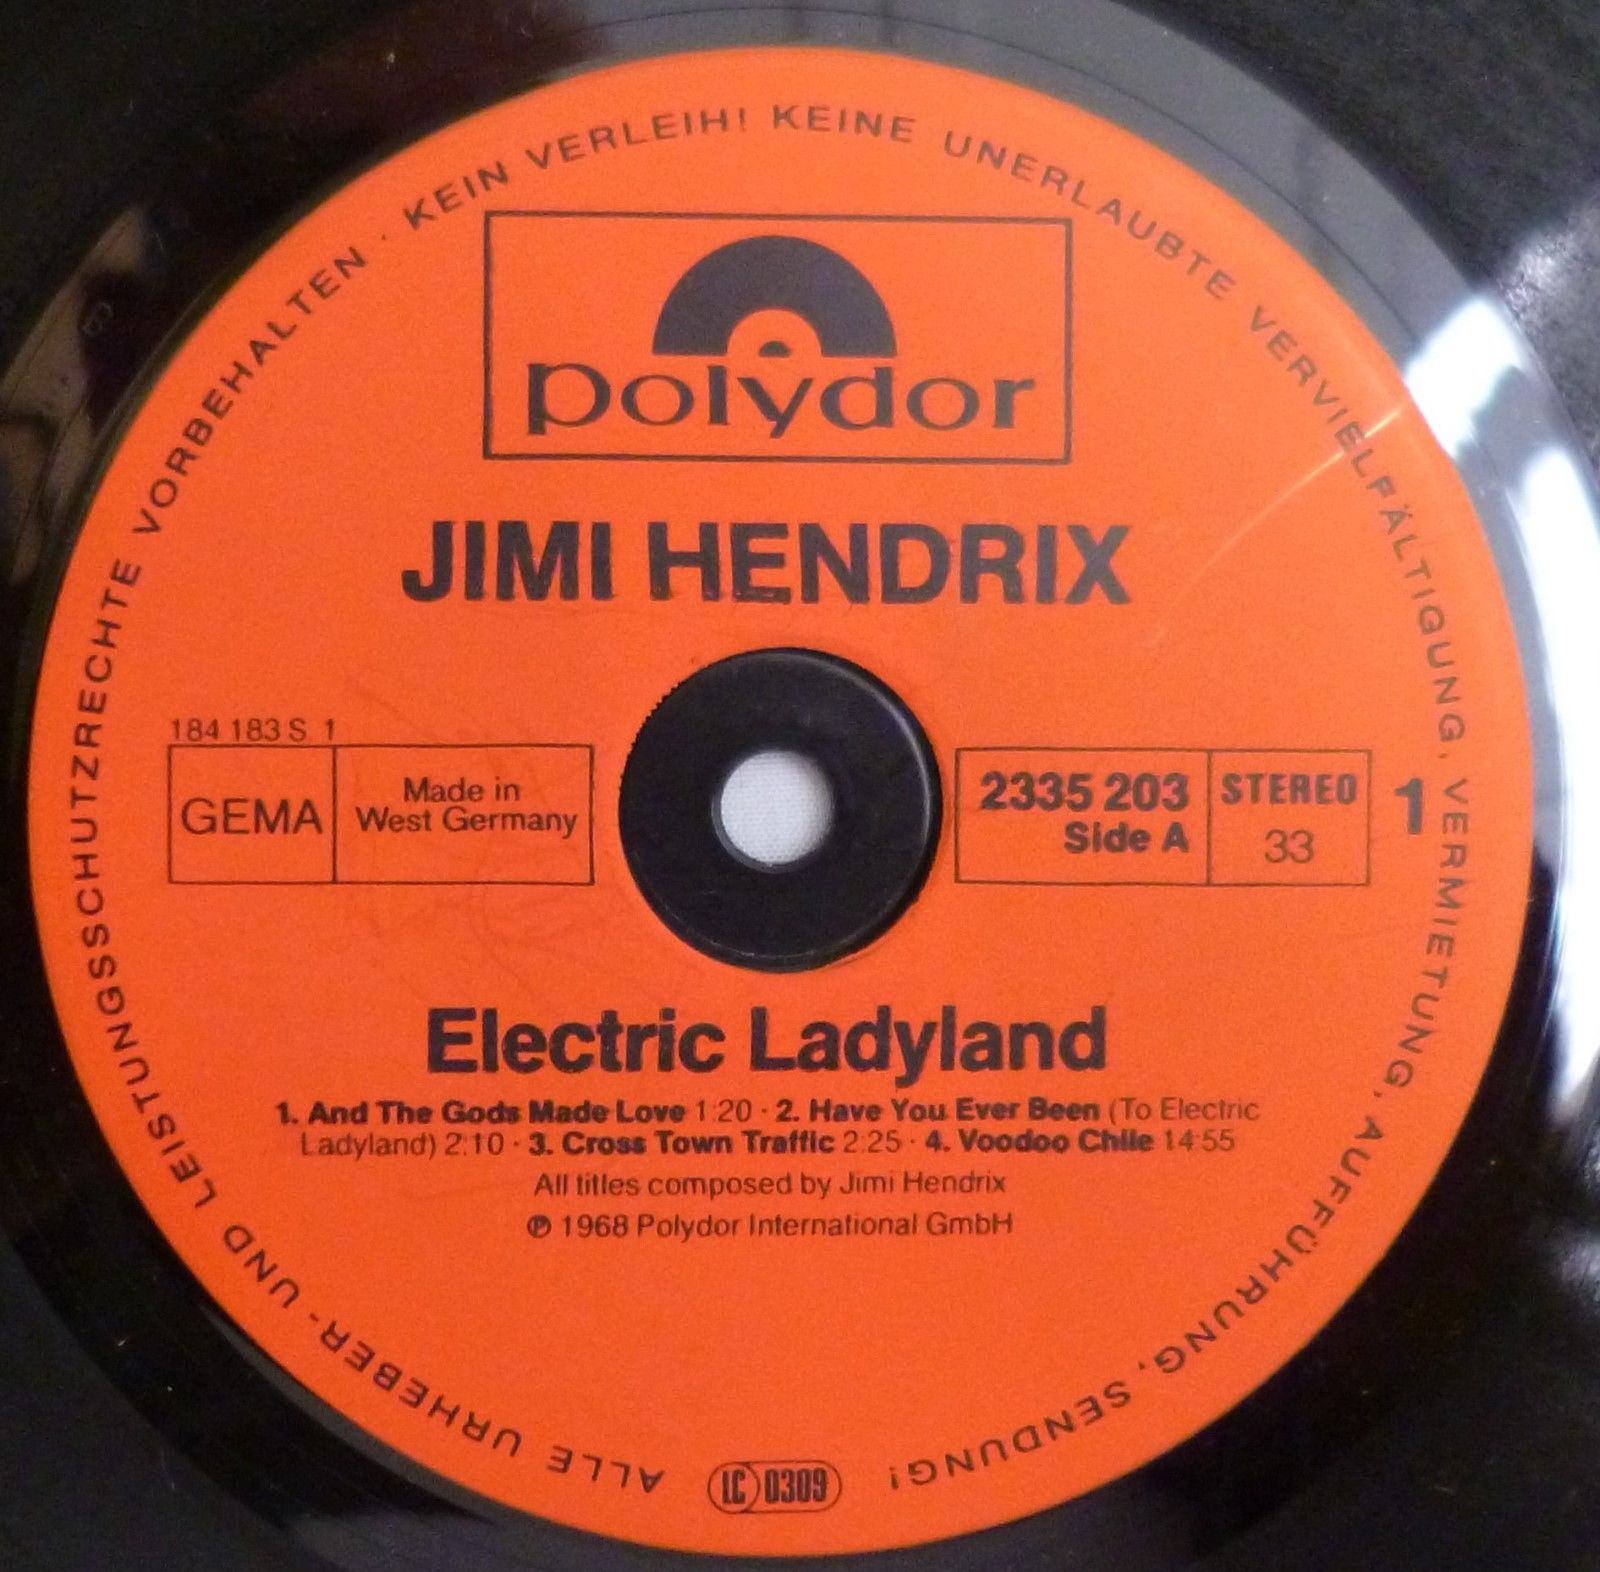 ALLE URHEBER- UND LEISTUNGSSCHUTZRECHTE VORBEHALTEN · KEIN VERLEIH! KEINE UNERLAUBTE VERVIELFÄLTIGUNG, VERMIETUNG, AUFFÜHRUNG, SENDUNG!
polydor
JIMI HENDRIX
184 183 S 1
GEMA
Made in
West Germany
2335 203
Side A
STEREO
33
1
Electric Ladyland
1. And The Gods Made Love 1:20 · 2. Have You Ever Been (To Electric
Ladyland) 2:10 · 3. Cross Town Traffic 2:25 · 4. Voodoo Chile 14:55
All titles composed by Jimi Hendrix
℗ 1968 Polydor International GmbH
LC 0309